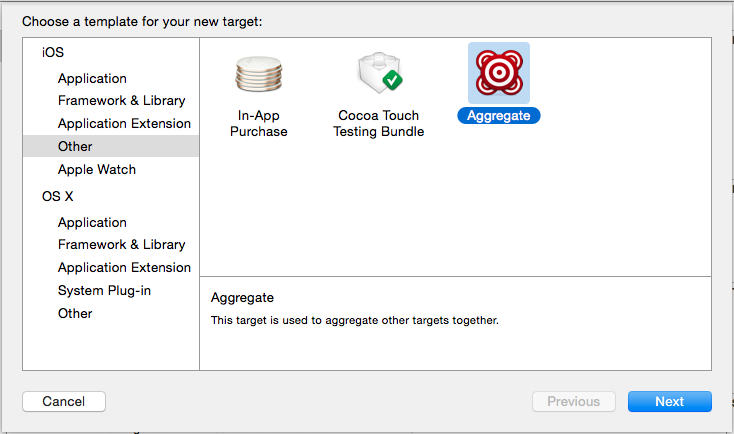 Choose a template for your new target:
iOS
Application
Framework & Library
Application Extension
Other
Apple Watch
OS X
Application
Framework & Library
Application Extension
System Plug-in
Other
In-App
Purchase
Cocoa Touch
Testing Bundle
Aggregate
Aggregate
This target is used to aggregate other targets together.
Cancel
Previous
Next